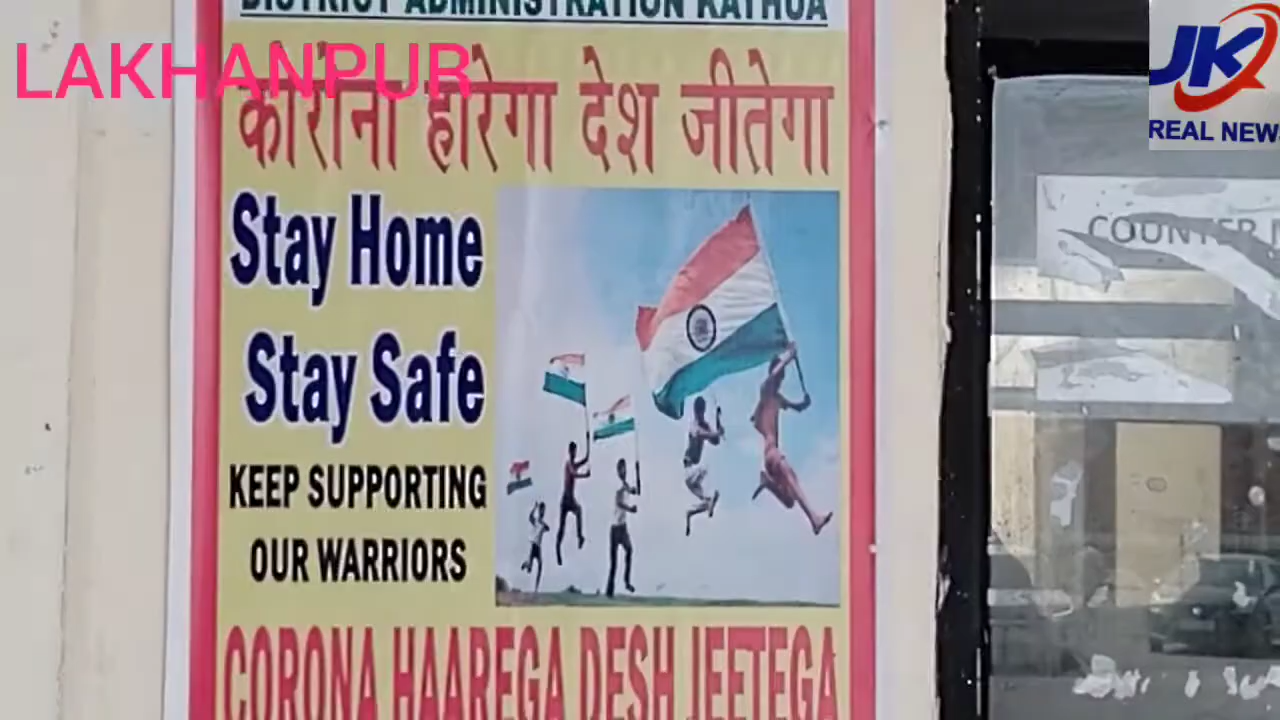 DISTRICT ADMINISTRATION KATHUA
LAKHANPUR
कोरोना हारेगा देश जीतेगा
Stay Home
Stay Safe
KEEP SUPPORTING
OUR WARRIORS
CORONA HAAREGA DESH JEETEGA
JK
REAL NEWS
COUNTER